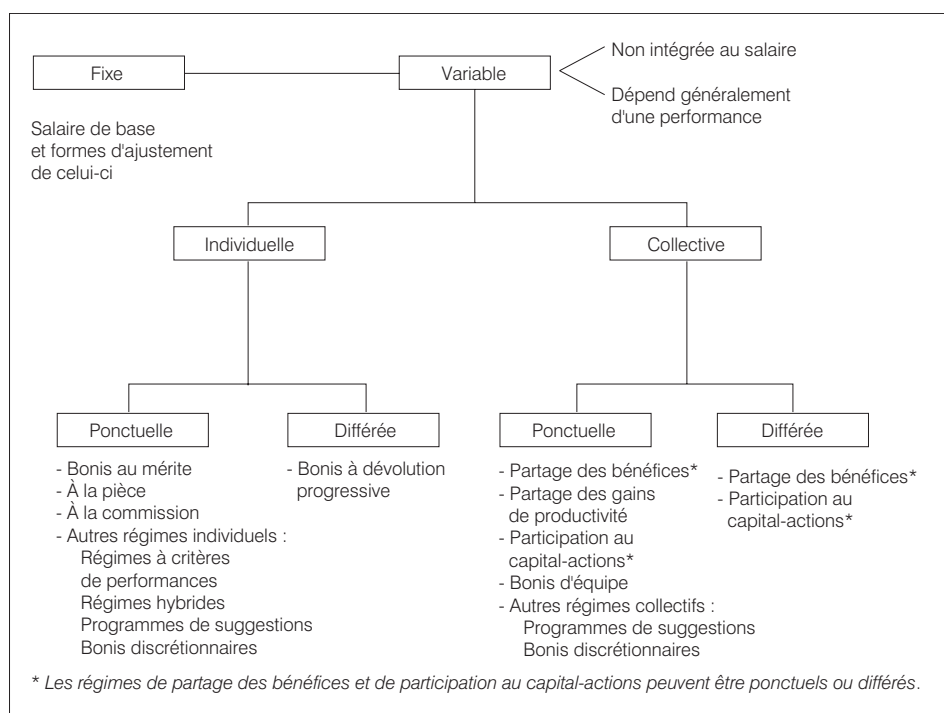 Fixe
Variable
Non intégrée au salaire
Dépend généralement
d'une performance
Salaire de base
et formes d'ajustement
de celui-ci
Individuelle
Collective
Ponctuelle
- Bonis au mérite
- À la pièce
- À la commission
- Autres régimes individuels :
Régimes à critères
de performances
Régimes hybrides
Programmes de suggestions
Bonis discrétionnaires
Différée
- Bonis à dévolution
progressive
Ponctuelle
- Partage des bénéfices*
- Partage des gains
de productivité
- Participation au
capital-actions*
- Bonis d'équipe
- Autres régimes collectifs :
Programmes de suggestions
Bonis discrétionnaires
Différée
- Partage des bénéfices*
- Participation au
capital-actions*
* Les régimes de partage des bénéfices et de participation au capital-actions peuvent être ponctuels ou différés.